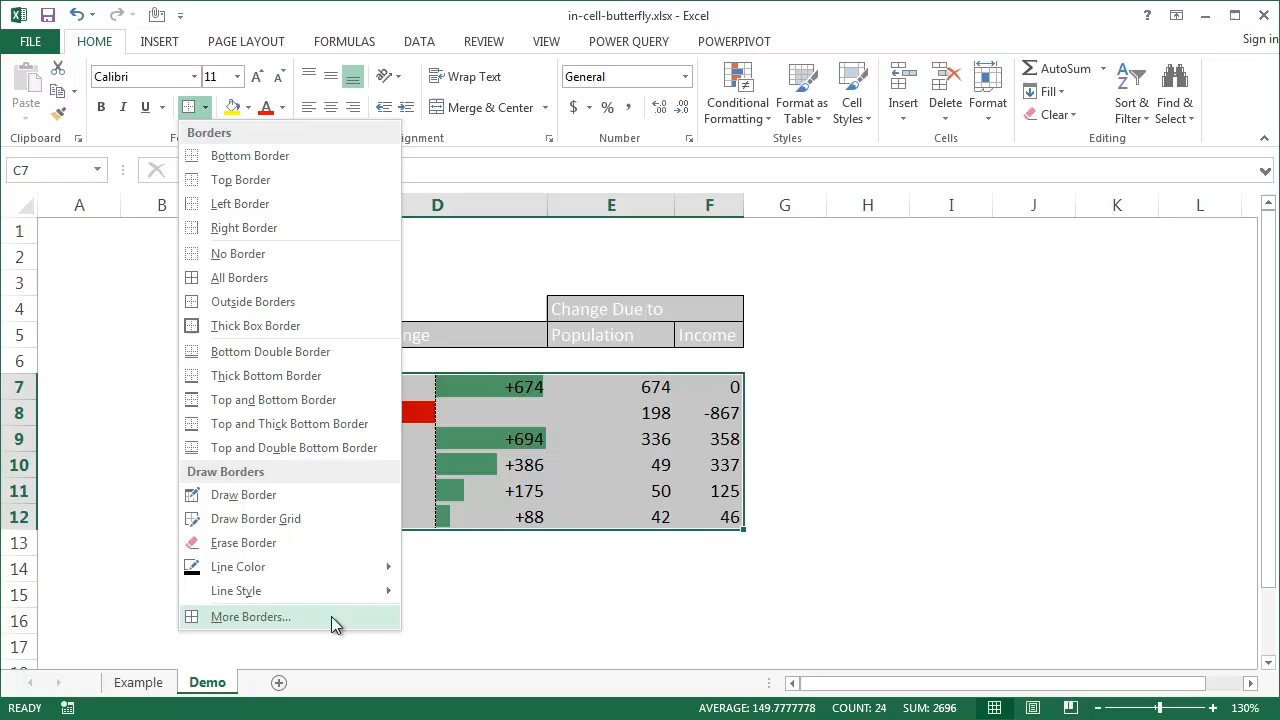 in-cell-butterfly.xlsx - Excel
FILE HOME INSERT PAGE LAYOUT FORMULAS DATA REVIEW VIEW POWER QUERY POWERPIVOT Sign in
Paste Calibri 11 Wrap Text General Conditional Formatting Format as Table Cell Styles Insert Delete Format AutoSum Sort & Filter Find & Select
B I U A Merge & Center $ % , Fill
Clear
Clipboard Fo gnment Number Styles Cells Editing
C7
A B D E F G H I J K L
Borders
Bottom Border
Top Border
Left Border
Right Border
No Border
All Borders
Outside Borders
Thick Box Border
Bottom Double Border
Thick Bottom Border
Top and Bottom Border
Top and Thick Bottom Border
Top and Double Bottom Border
Draw Borders
Draw Border
Draw Border Grid
Erase Border
Line Color
Line Style
More Borders...
1
2
3
4 Change Due to
5 nge Population Income
6
7 +674 674 0
8 198 -867
9 +694 336 358
10 +386 49 337
11 +175 50 125
12 +88 42 46
13
14
15
16
17
Example Demo
READY AVERAGE: 149.7777778 COUNT: 24 SUM: 2696 130%